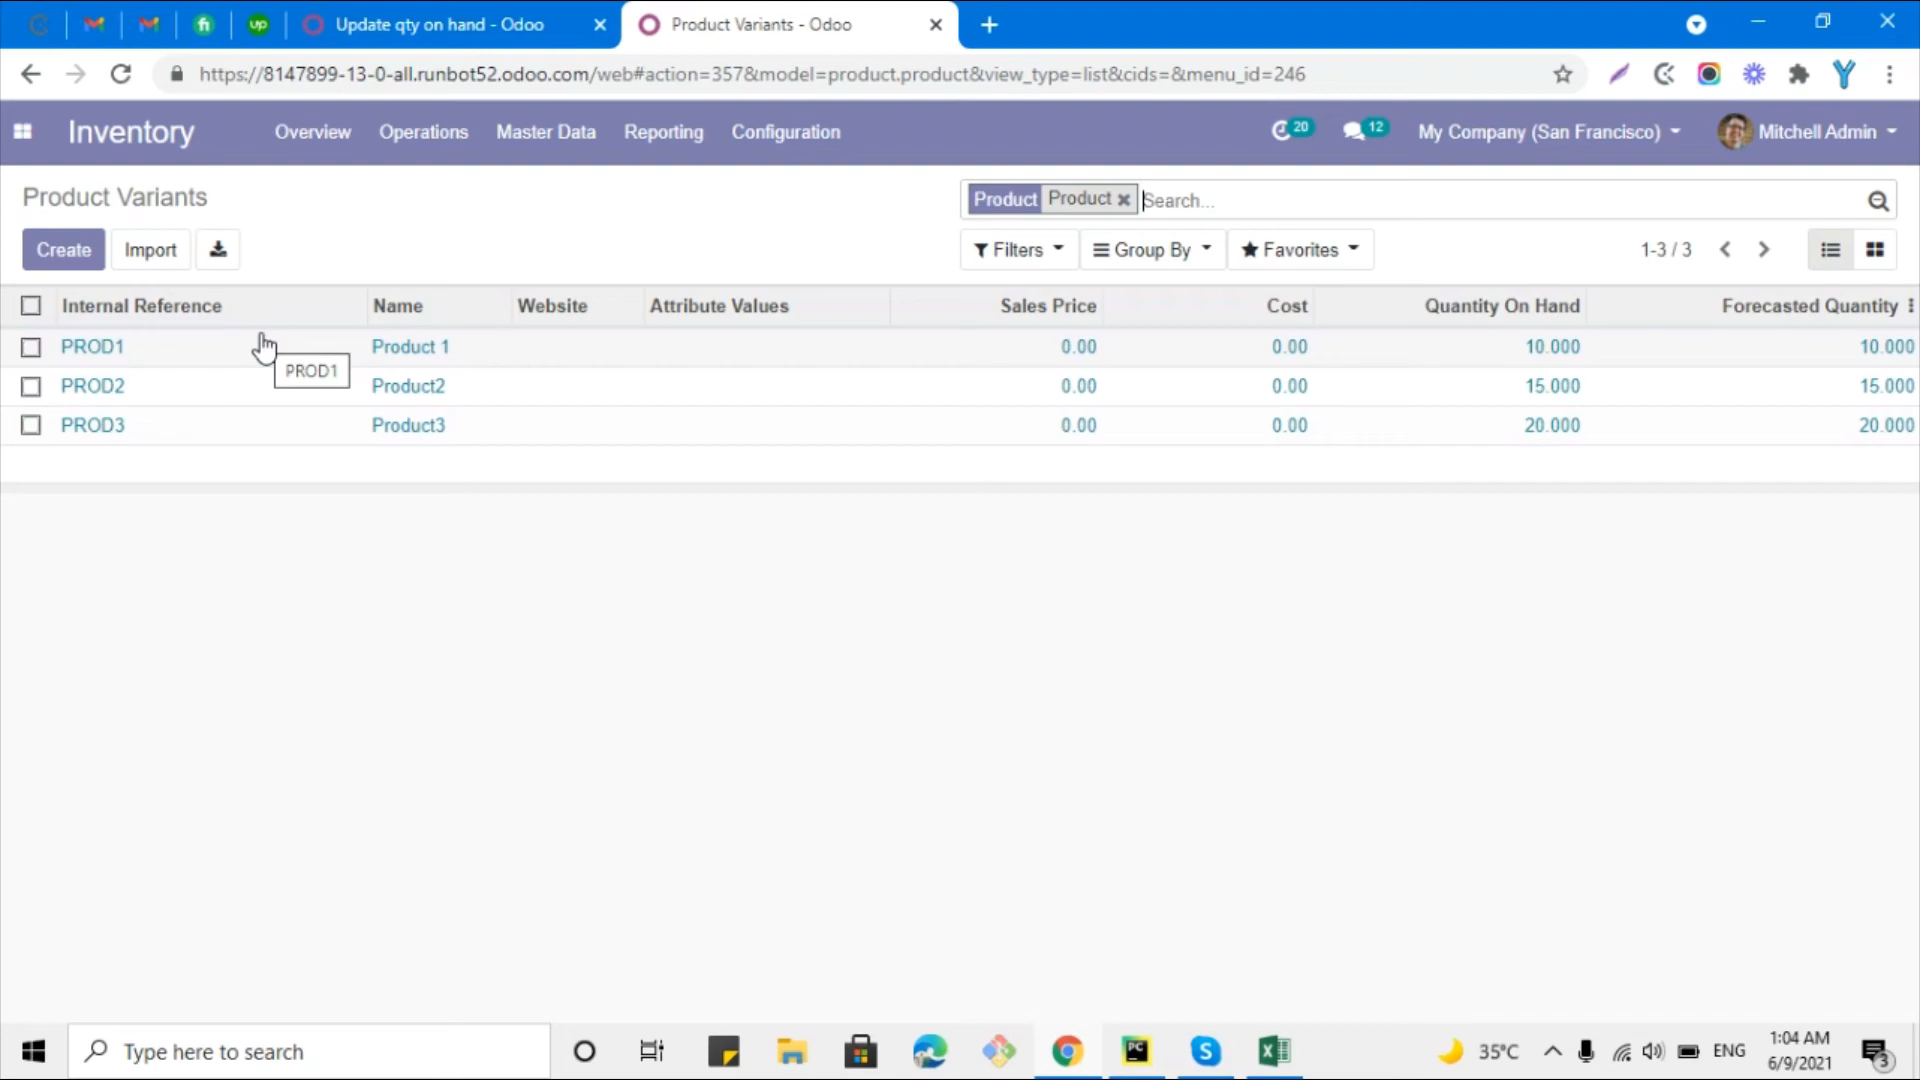 Update qty on hand - Odoo
Product Variants - Odoo
https://8147899-13-0-all.runbot52.odoo.com/web#action=357&model=product.product&view_type=list&cids=&menu_id=246
Inventory Overview Operations Master Data Reporting Configuration 20 12 My Company (San Francisco) Mitchell Admin
Product Variants
Product Product Search...
Create Import Filters Group By Favorites 1-3 / 3
Internal Reference Name Website Attribute Values Sales Price Cost Quantity On Hand Forecasted Quantity
PROD1 Product 1 0.00 0.00 10.000 10.000
PROD1
PROD2 Product2 0.00 0.00 15.000 15.000
PROD3 Product3 0.00 0.00 20.000 20.000
Type here to search
PC
S
X
35°C
ENG
1:04 AM
6/9/2021
3